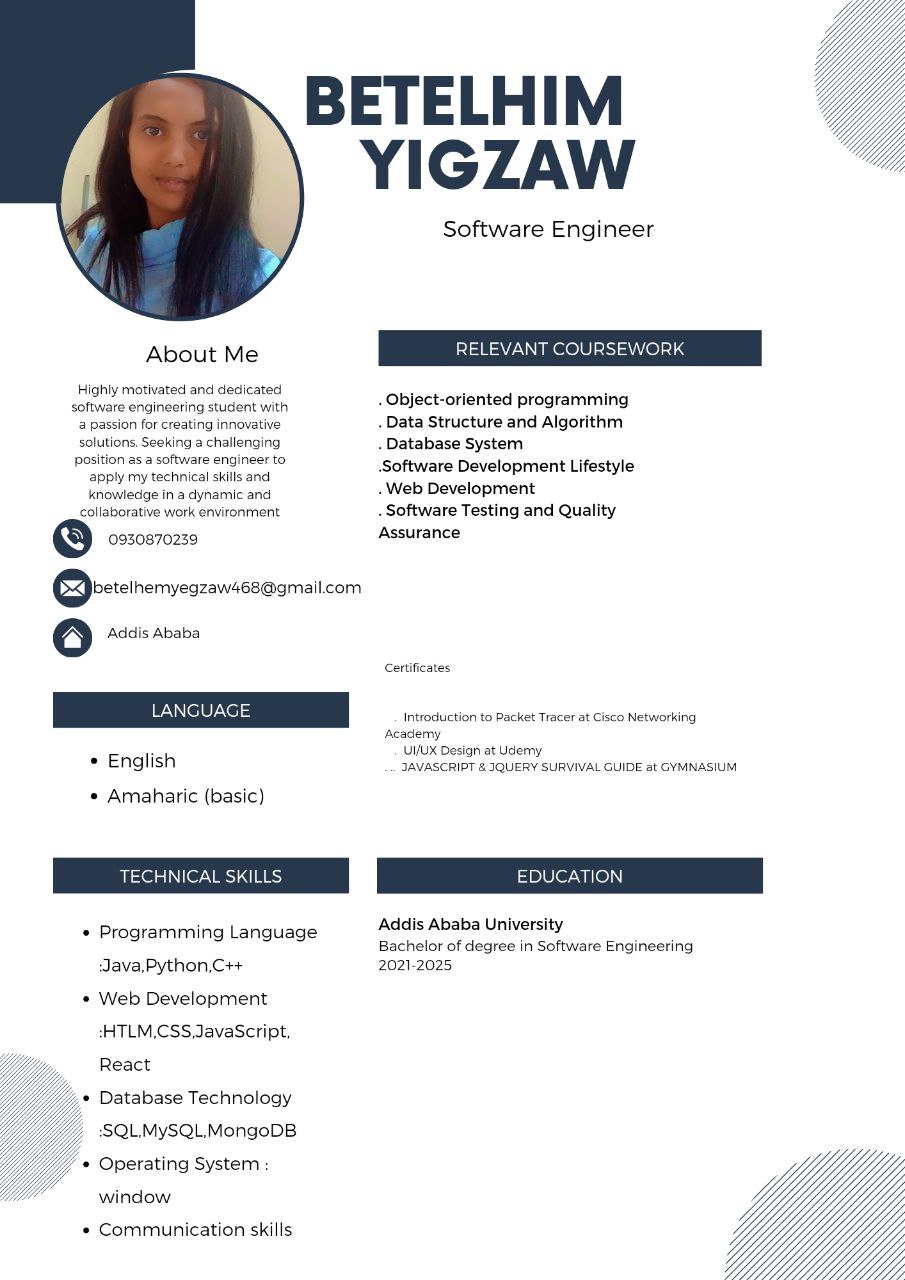 BETELHIM
YIGZAW
Software Engineer
About Me
Highly motivated and dedicated
software engineering student with
a passion for creating innovative
solutions. Seeking a challenging
position as a software engineer to
apply my technical skills and
knowledge in a dynamic and
collaborative work environment
0930870239
betelhemyegzaw468@gmail.com
Addis Ababa
LANGUAGE
• English
• Amaharic (basic)
TECHNICAL SKILLS
• Programming Language
:Java,Python,C++
• Web Development
:HTLM,CSS,JavaScript,
React
• Database Technology
:SQL,MySQL,MongoDB
• Operating System :
window
• Communication skills
RELEVANT COURSEWORK
. Object-oriented programming
. Data Structure and Algorithm
. Database System
.Software Development Lifestyle
. Web Development
. Software Testing and Quality
Assurance
Certificates
. Introduction to Packet Tracer at Cisco Networking
Academy
. UI/UX Design at Udemy
. .. JAVASCRIPT & JQUERY SURVIVAL GUIDE at GYMNASIUM
EDUCATION
Addis Ababa University
Bachelor of degree in Software Engineering
2021-2025